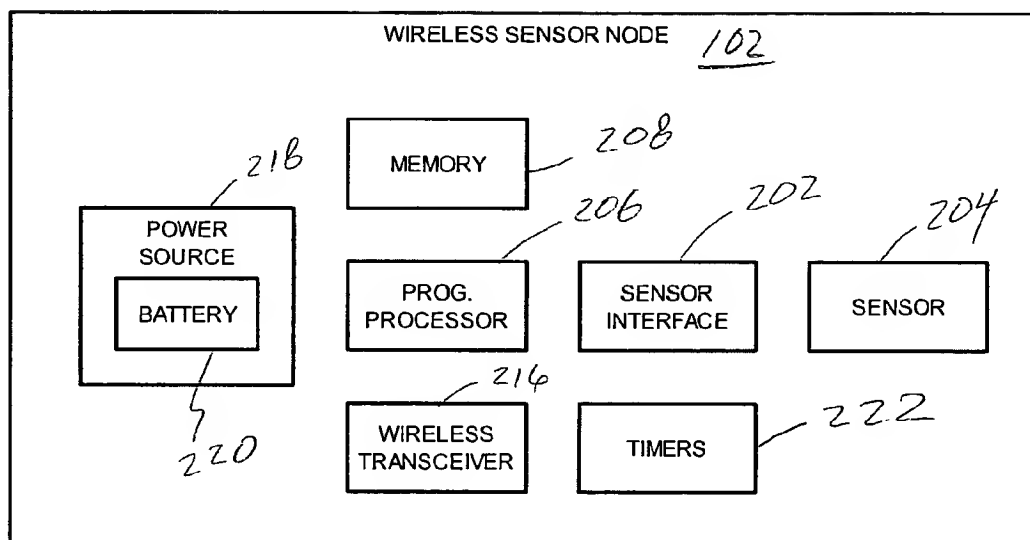 WIRELESS SENSOR NODE 102
MEMORY
208
218
POWER
SOURCE
BATTERY
220
206
PROG.
PROCESSOR
202
SENSOR
INTERFACE
204
SENSOR
216
WIRELESS
TRANSCEIVER
TIMERS
222